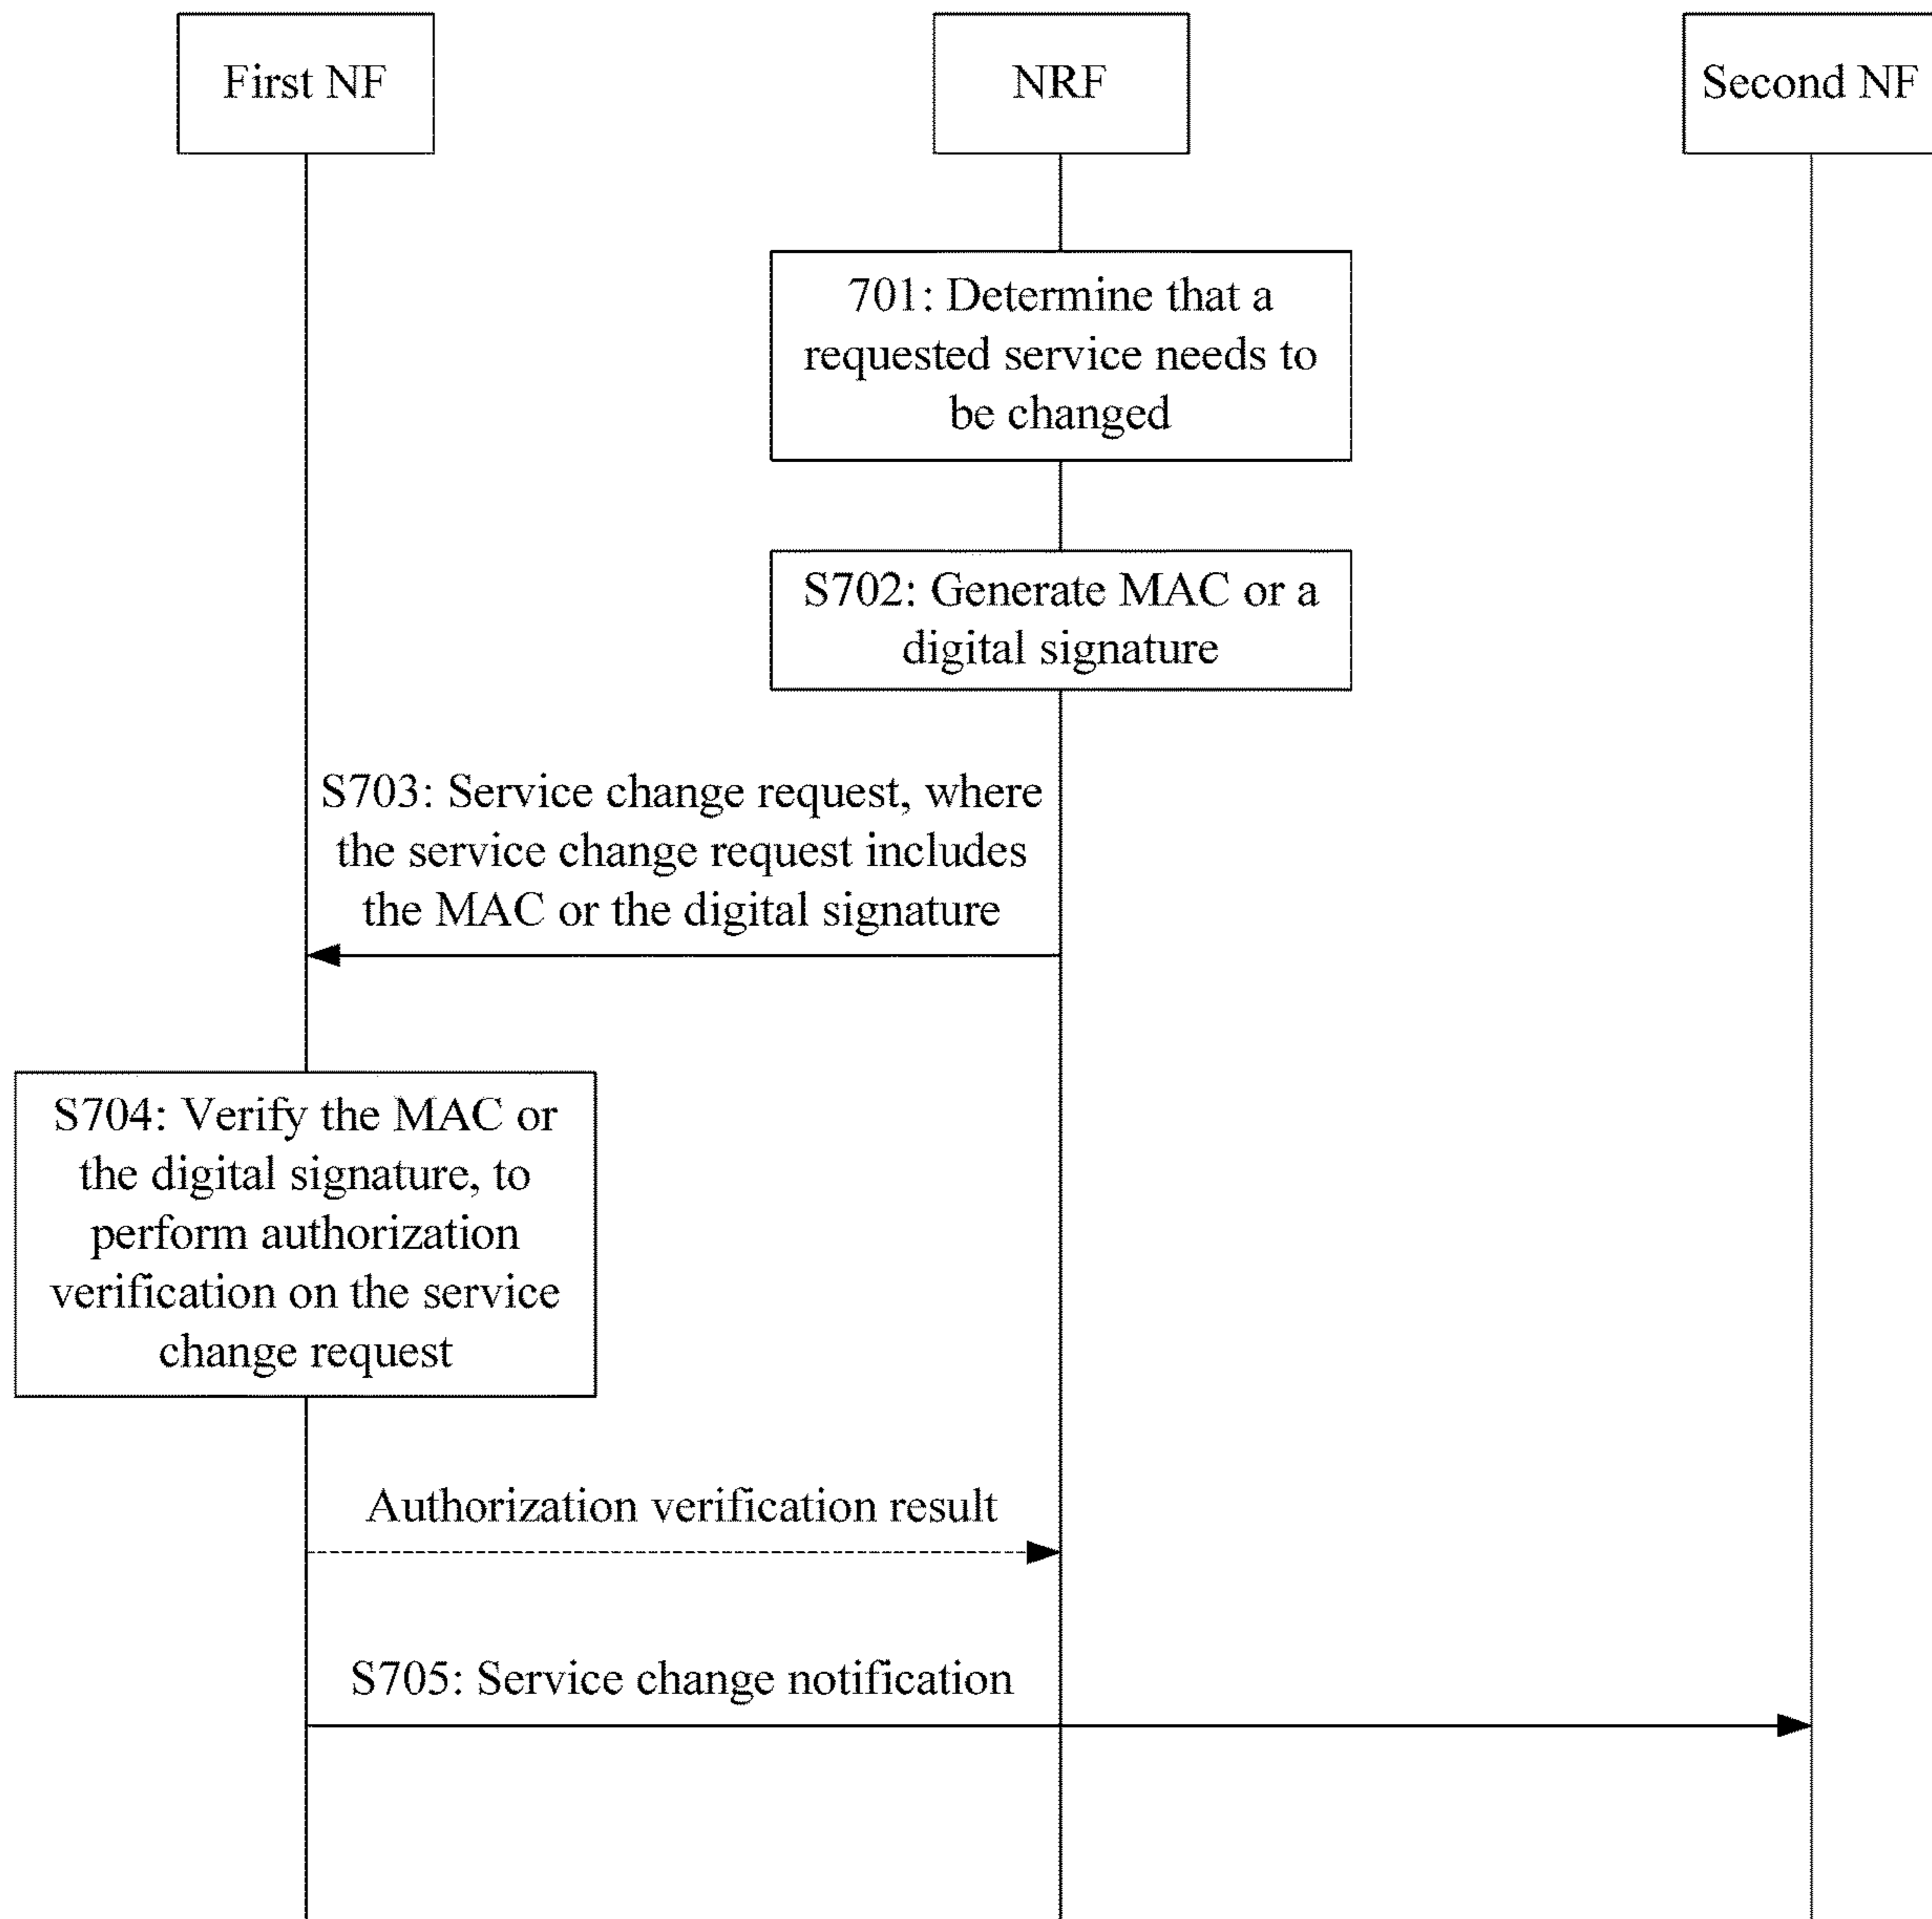 First NF
NRF
Second NF
701: Determine that a
requested service needs to
be changed
S702: Generate MAC or a
digital signature
S703: Service change request, where
the service change request includes
the MAC or the digital signature
S704: Verify the MAC or
the digital signature, to
perform authorization
verification on the service
change request
Authorization verification result
S705: Service change notification